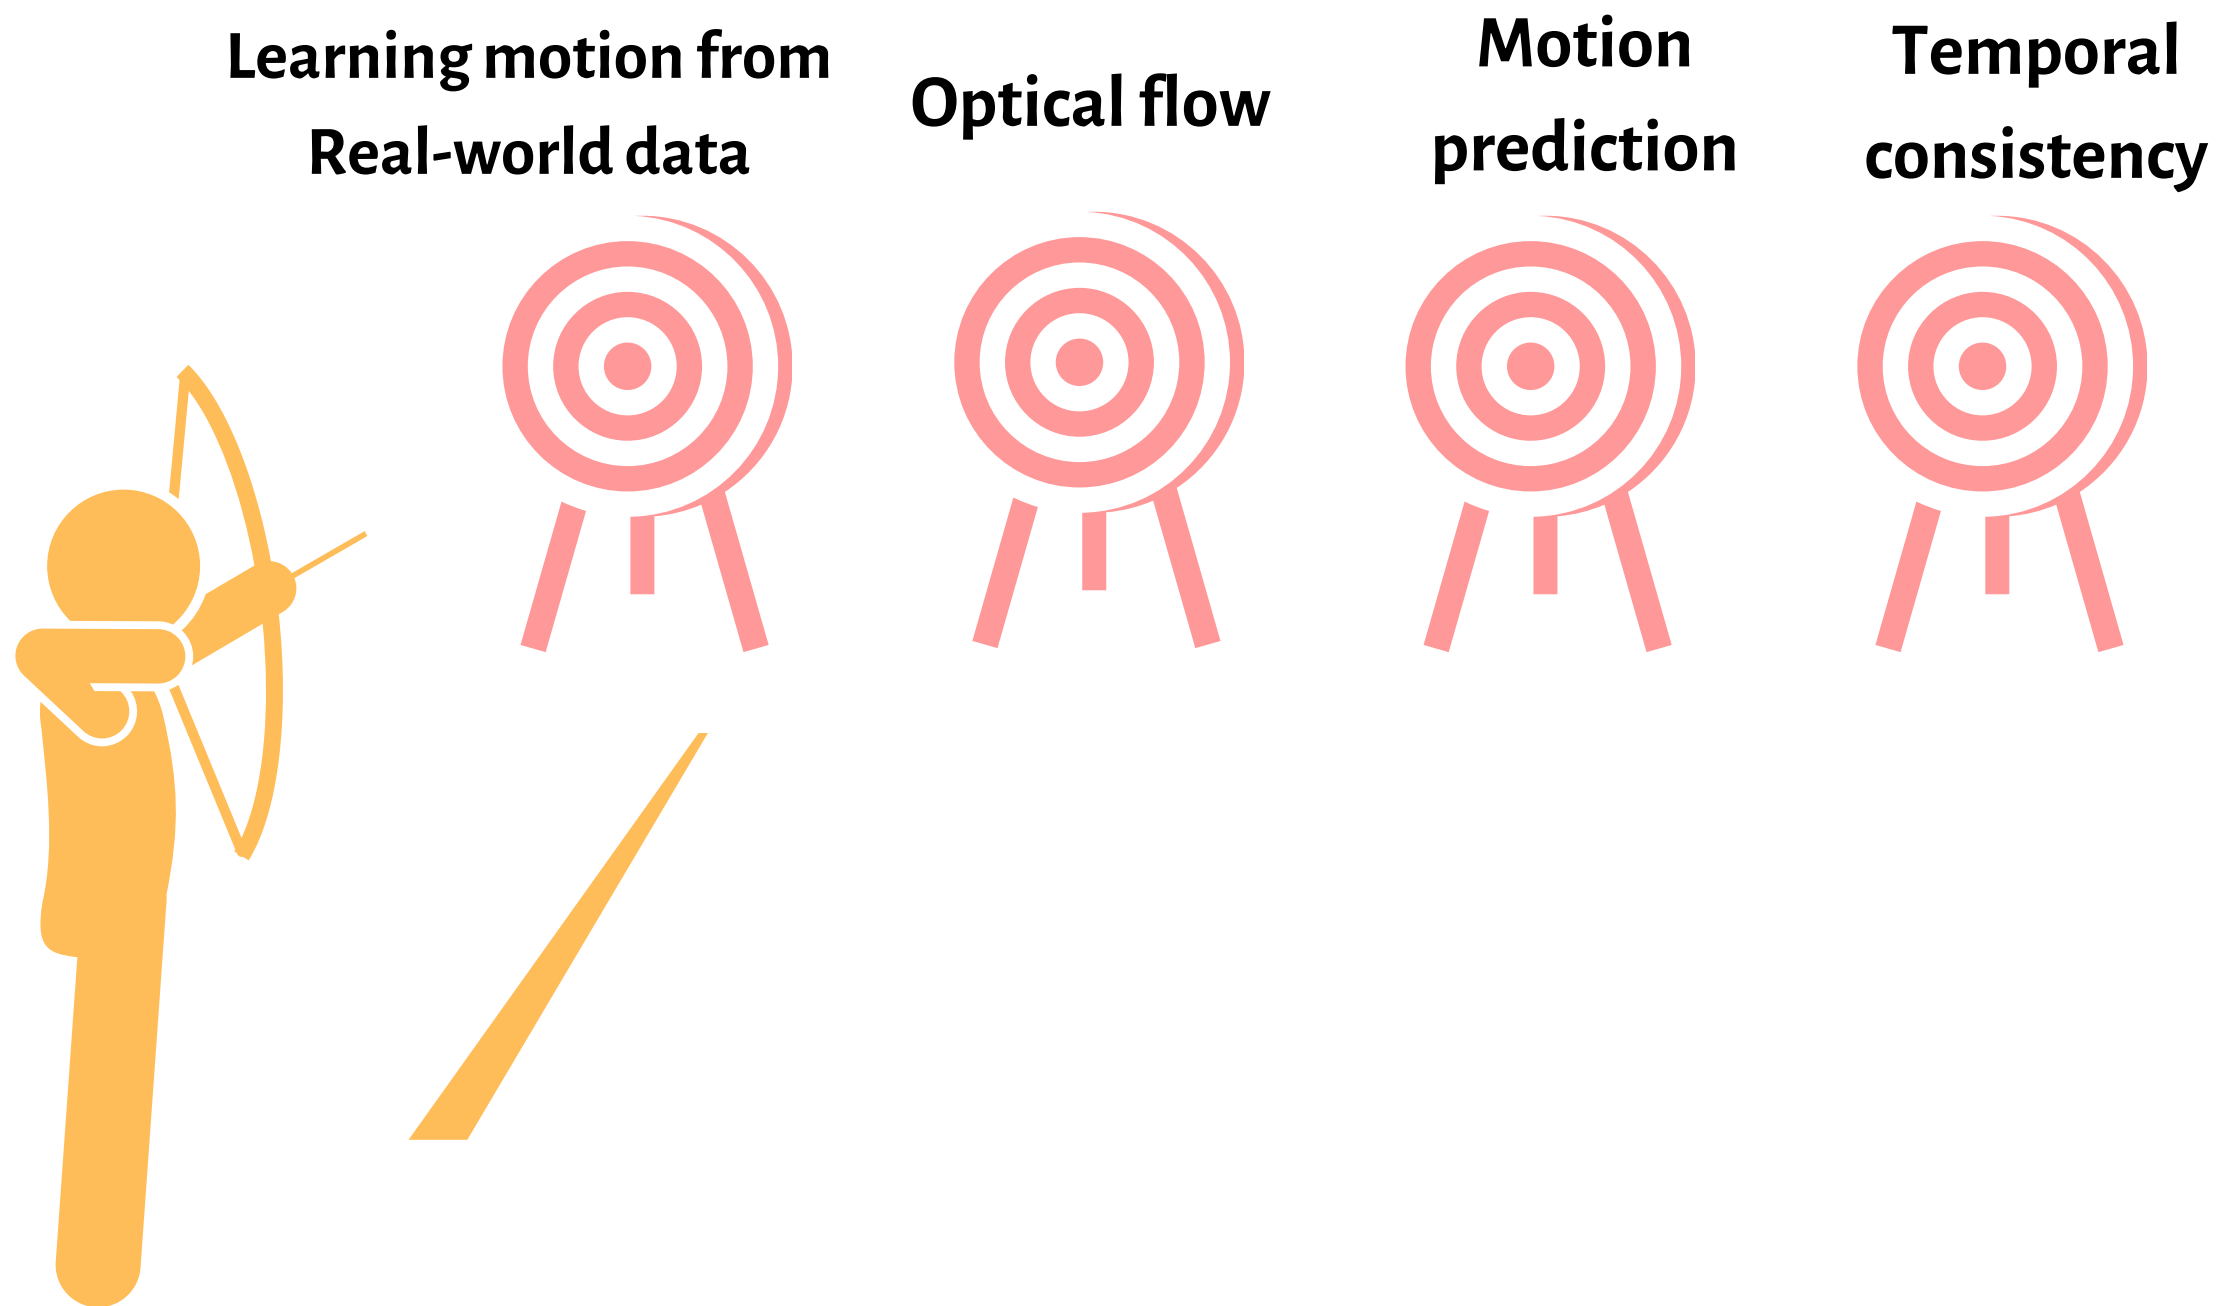 Learning motion from
Real-world data
Optical flow
Motion
prediction
Temporal
consistency